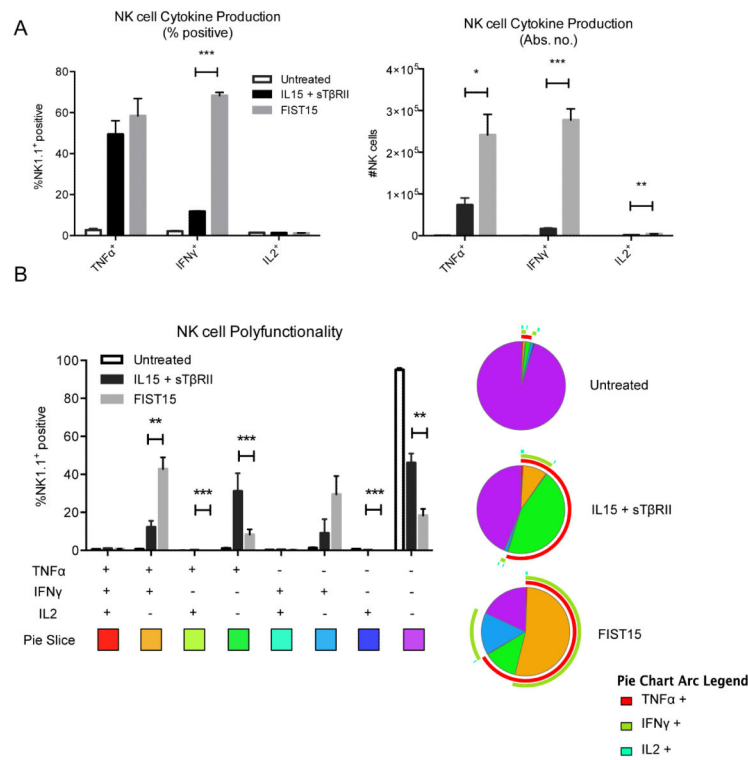 A
NK cell Cytokine Production
(% positive)
***
80
60
40
20
0
%NK1.1⁺ positive
Untreated
IL15 + sTβRII
FIST15
TNFα⁺
IFNγ⁺
IL2⁺
NK cell Cytokine Production
(Abs. no.)
*
***
**
4×10⁵
3×10⁵
2×10⁵
1×10⁵
0
#NK cells
TNFα⁺
IFNγ⁺
IL2⁺
B
NK cell Polyfunctionality
Untreated
IL15 + sTβRII
FIST15
100
80
60
40
20
0
%NK1.1⁺ positive
**
***
***
***
**
TNFα + + + + - - - -
IFNγ + + - - + + - -
IL2 + - + - + - + -
Pie Slice
Untreated
IL15 + sTβRII
FIST15
Pie Chart Arc Legend
TNFα +
IFNγ +
IL2 +